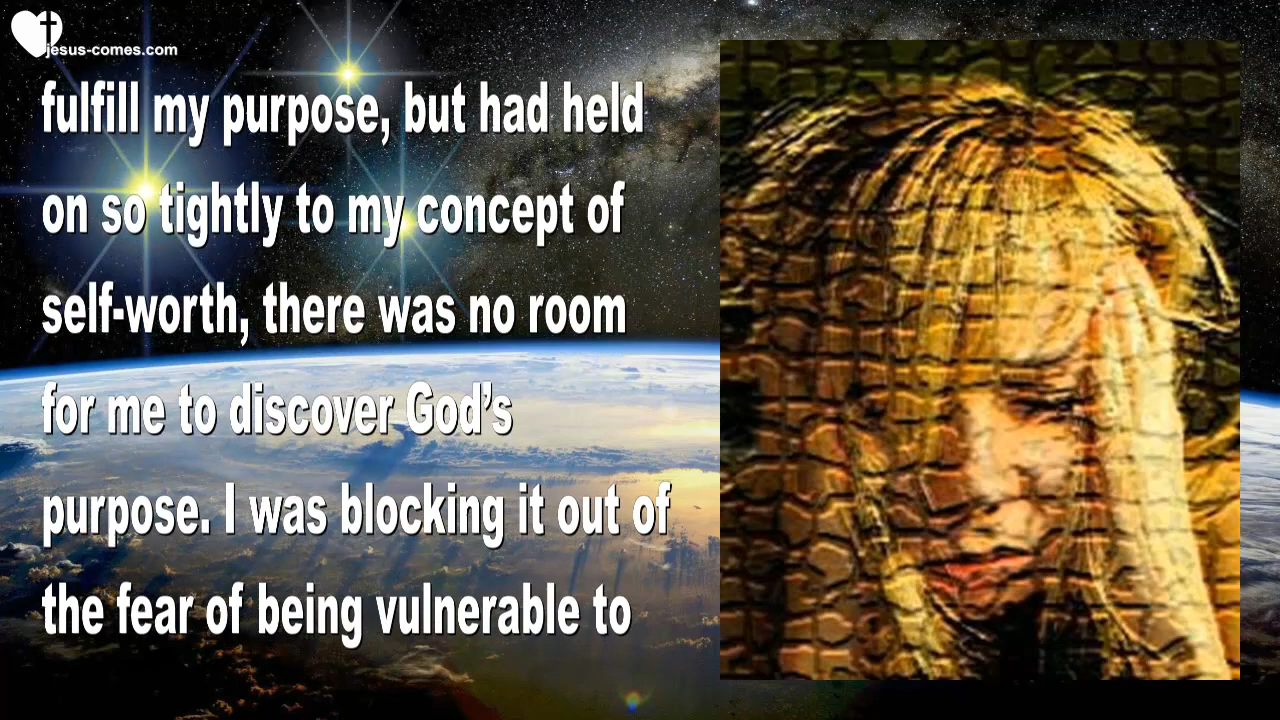 jesus-comes.com
fulfill my purpose, but had held
on so tightly to my concept of
self-worth, there was no room
for me to discover God’s
purpose. I was blocking it out of
the fear of being vulnerable to